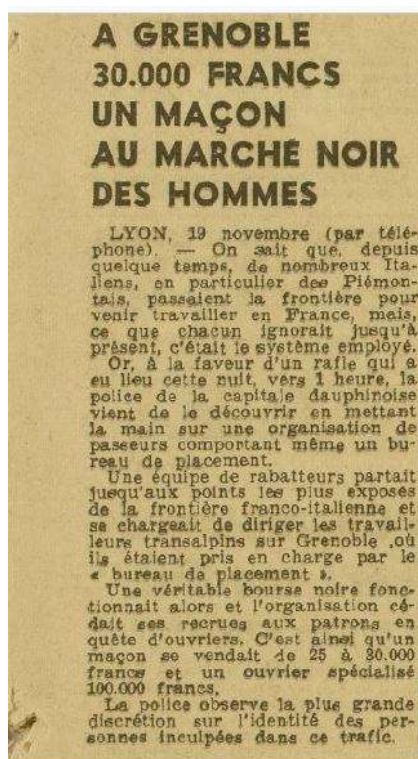 A GRENOBLE
30.000 FRANCS
UN MAÇON
AU MARCHÉ NOIR
DES HOMMES
LYON, 19 novembre (par télé-
phone). — On sait que, depuis
quelque temps, de nombreux Ita-
liens, en particulier des Piémon-
tais, passaient la frontière pour
venir travailler en France, mais,
ce que chacun ignorait jusqu'à
présent, c'était le système employé.
Or, à la faveur d'un rafle qui a
eu lieu cette nuit, vers 1 heure, la
police de la capitale dauphinoise
vient de le découvrir en mettant
la main sur une organisation de
passeurs comportant même un bu-
reau de placement.
Une équipe de rabatteurs partait
jusqu'aux points les plus exposés
de la frontière franco-italienne et
se chargeait de diriger les travail-
leurs transalpins sur Grenoble ,où
ils étaient pris en charge par le
« bureau de placement ».
Une véritable bourse noire fonc-
tionnait alors et l'organisation cé-
dait ses recrues aux patrons en
quête d'ouvriers. C'est ainsi qu'un
maçon se vendait de 25 à 30.000
francs et un ouvrier spécialisé
100.000 francs.
La police observe la plus grande
discrétion sur l'identité des per-
sonnes inculpées dans ce trafic.